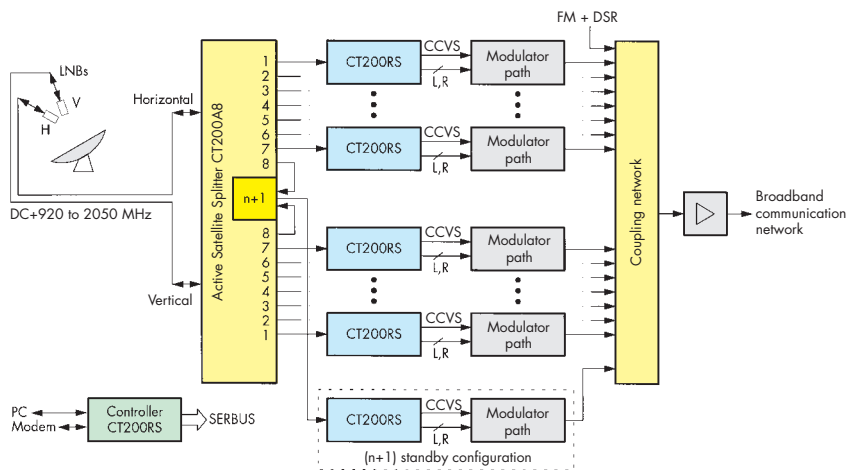 FM + DSR
LNBs
V
H
Horizontal
DC+920 to 2050 MHz
Vertical
Active Satellite Splitter CT200A8
1
2
3
4
5
6
7
8
n+1
8
7
6
5
4
3
2
1
CT200RS
CCVS
L,R
Modulator
path
CT200RS
CCVS
L,R
Modulator
path
CT200RS
CCVS
L,R
Modulator
path
CT200RS
CCVS
L,R
Modulator
path
CT200RS
CCVS
L,R
Modulator
path
(n+1) standby configuration
Coupling network
Broadband
communication
network
PC
Modem
Controller
CT200RS
SERBUS